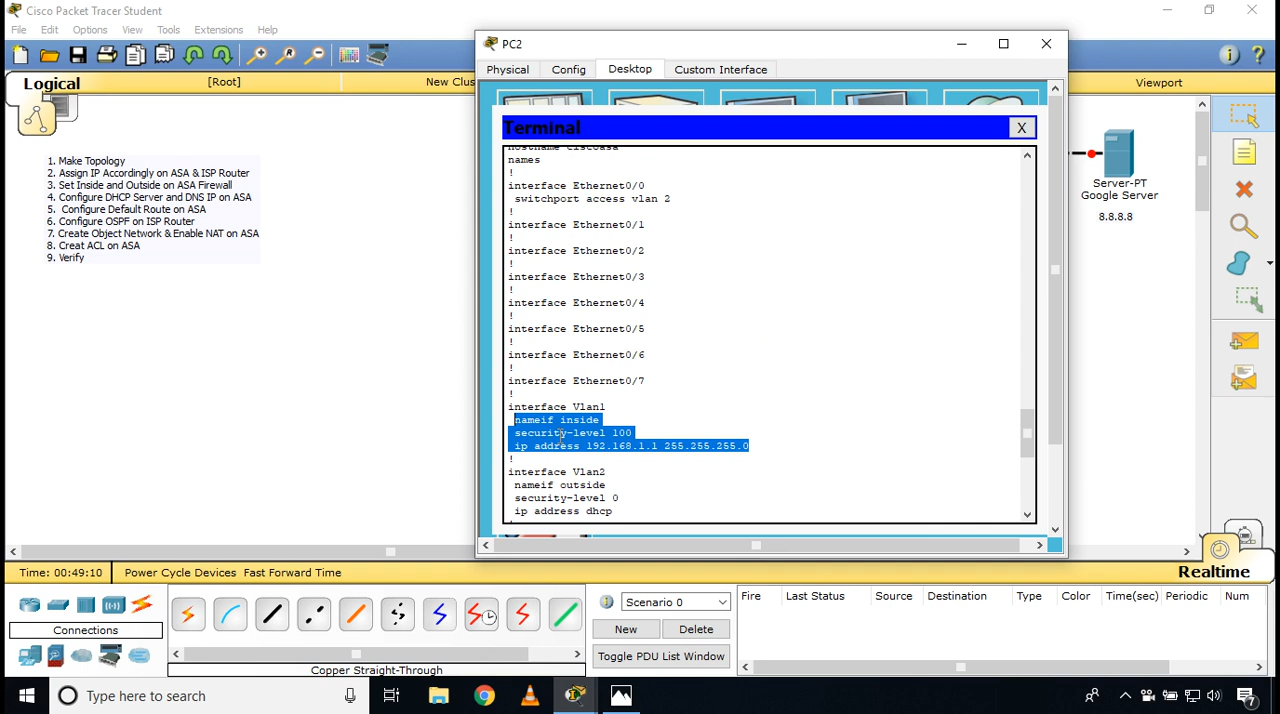 Cisco Packet Tracer Student
File Edit Options View Tools Extensions Help
Logical
[Root]
New Clus
Viewport
1. Make Topology
2. Assign IP Accordingly on ASA & ISP Router
3. Set Inside and Outside on ASA Firewall
4. Configure DHCP Server and DNS IP on ASA
5. Configure Default Route on ASA
6. Configure OSPF on ISP Router
7. Create Object Network & Enable NAT on ASA
8. Creat ACL on ASA
9. Verify
PC2
Physical Config Desktop Custom Interface
Terminal
X
hostname ciscoasa
names
!
interface Ethernet0/0
switchport access vlan 2
!
interface Ethernet0/1
!
interface Ethernet0/2
!
interface Ethernet0/3
!
interface Ethernet0/4
!
interface Ethernet0/5
!
interface Ethernet0/6
!
interface Ethernet0/7
!
interface Vlan1
nameif inside
security-level 100
ip address 192.168.1.1 255.255.255.0
!
interface Vlan2
nameif outside
security-level 0
ip address dhcp
Server-PT
Google Server
8.8.8.8
Time: 00:49:10 Power Cycle Devices Fast Forward Time
Realtime
Connections
Copper Straight-Through
Scenario 0
New Delete
Toggle PDU List Window
Fire Last Status Source Destination Type Color Time(sec) Periodic Num
Type here to search
7